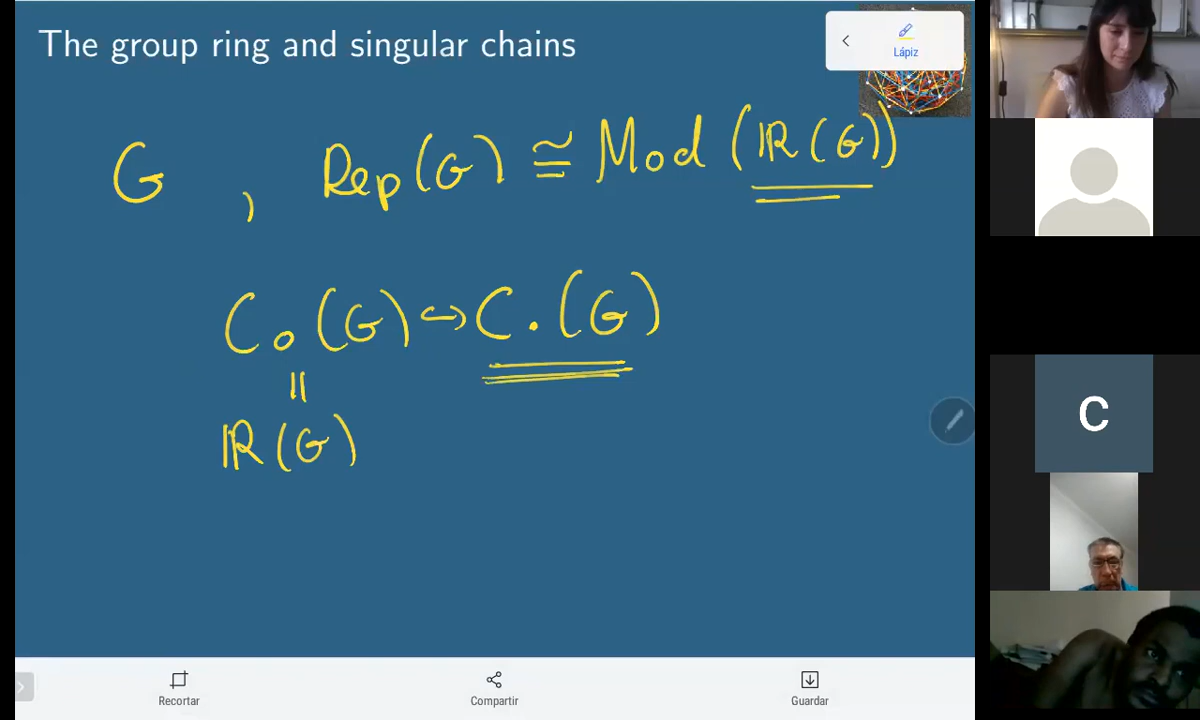 The group ring and singular chains
Lápiz
G , Rep(G) ≅ Mod (ℝ(G))
C₀(G) ↪ C.(G)
||
ℝ(G)
C
Recortar
Compartir
Guardar